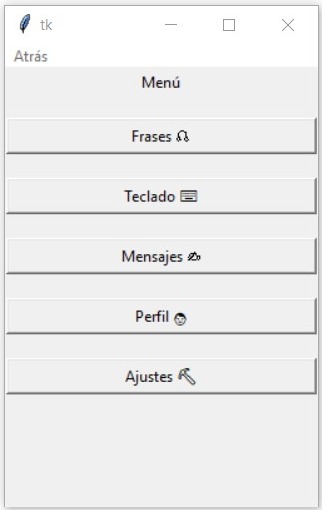 tk
Atrás
Menú
Frases ☊
Teclado ⌨
Mensajes ✍
Perfil 👦
Ajustes ⛏